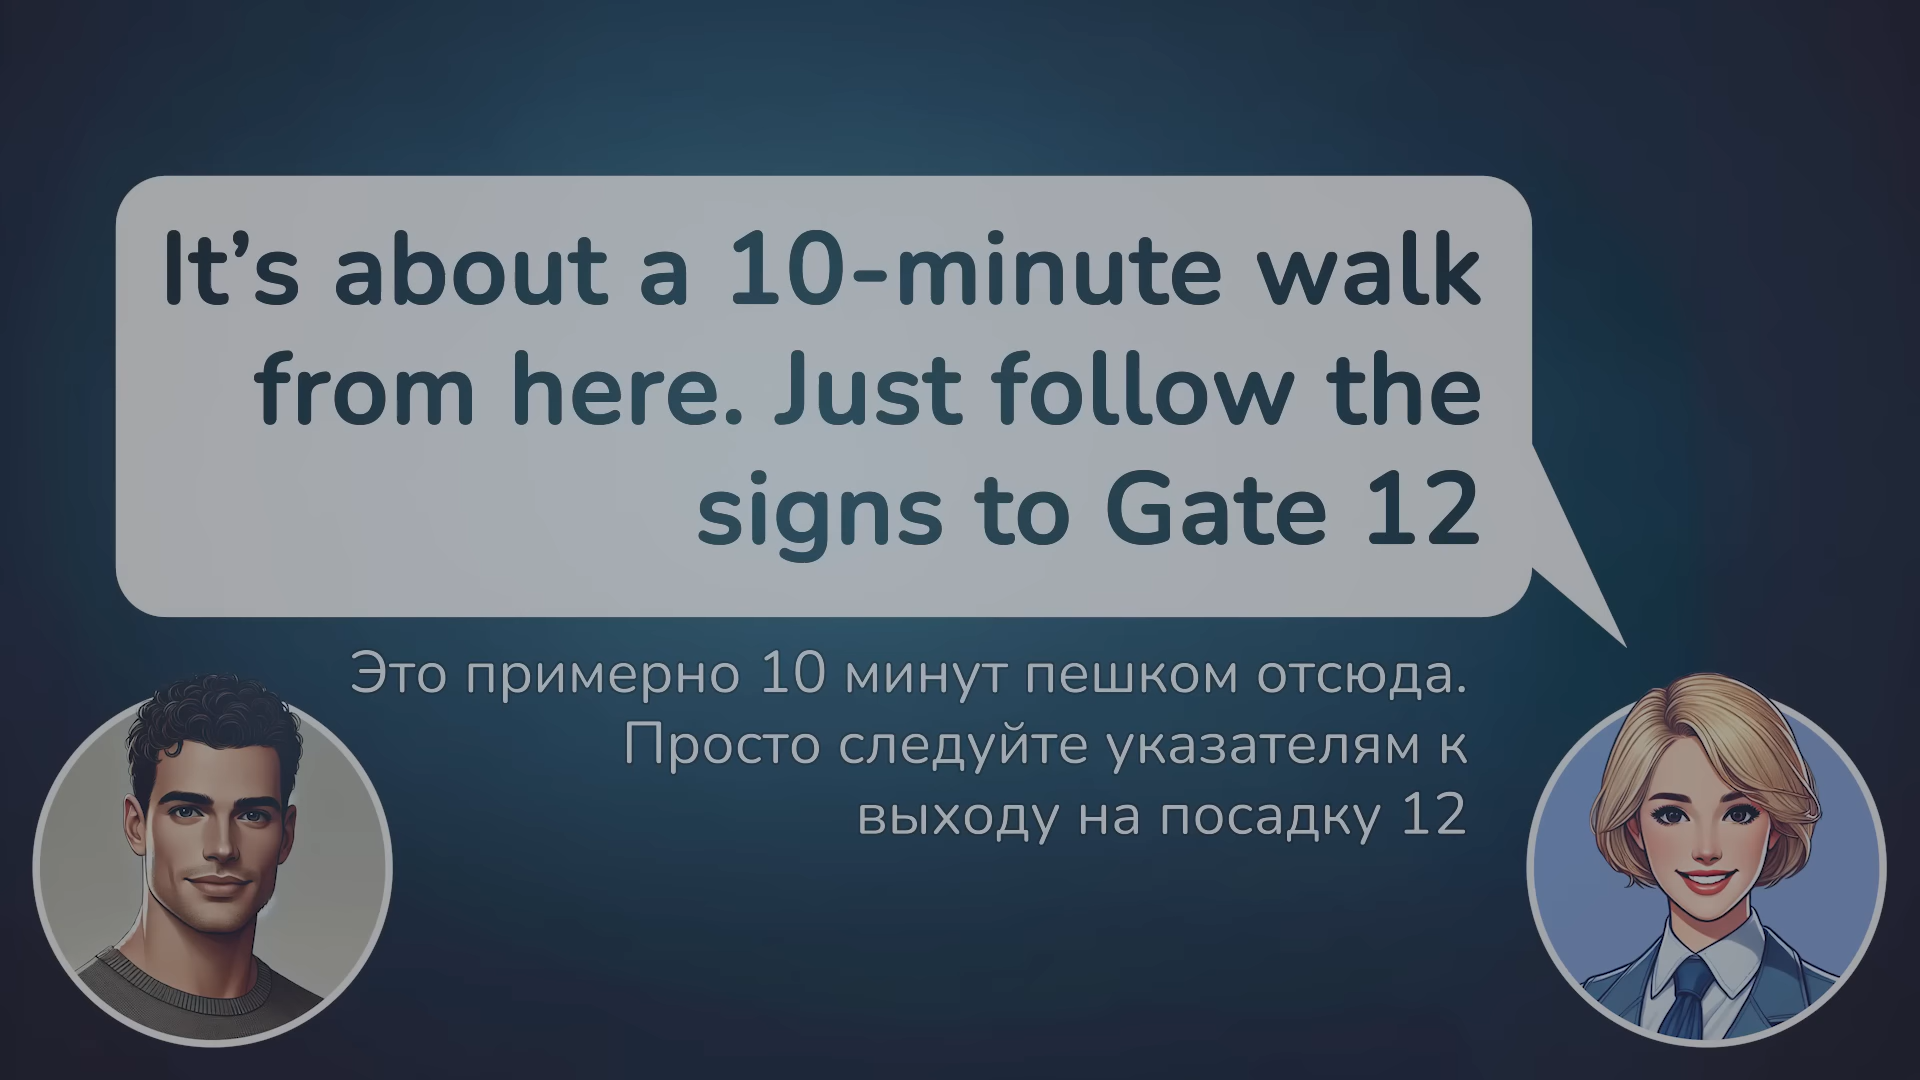 It’s about a 10-minute walk
from here. Just follow the
signs to Gate 12
Это примерно 10 минут пешком отсюда.
Просто следуйте указателям к
выходу на посадку 12